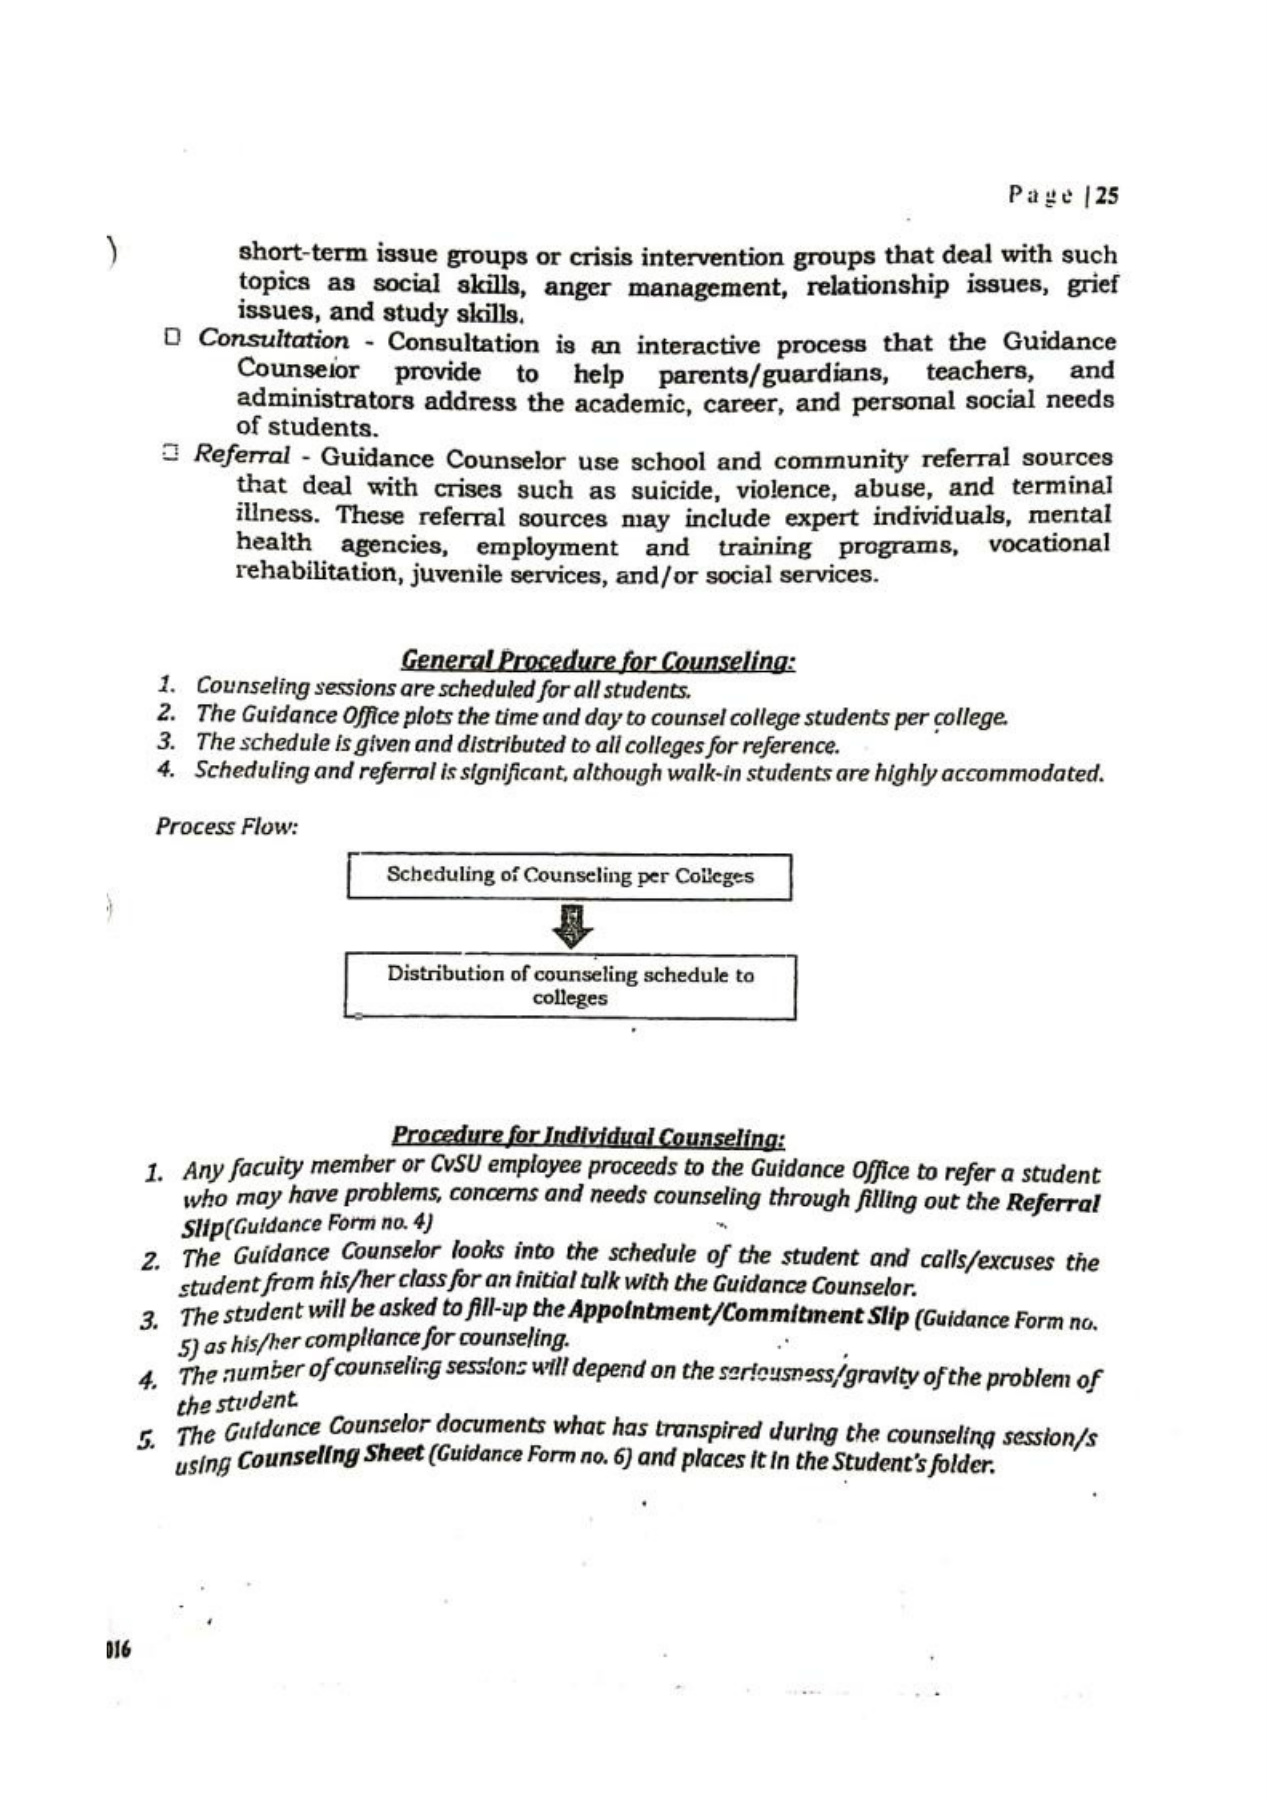 Page | 25
short-term issue groups or crisis intervention groups that deal with such
topics as social skills, anger management, relationship issues, grief
issues, and study skills.
Consultation - Consultation is an interactive process that the Guidance
Counselor provide to help parents/guardians, teachers, and
administrators address the academic, career, and personal social needs
of students.
Referral - Guidance Counselor use school and community referral sources
that deal with crises such as suicide, violence, abuse, and terminal
illness. These referral sources may include expert individuals, mental
health agencies, employment and training programs, vocational
rehabilitation, juvenile services, and/or social services.
General Procedure for Counseling:
1. Counseling sessions are scheduled for all students.
2. The Guidance Office plots the time and day to counsel college students per college.
3. The schedule is given and distributed to all colleges for reference.
4. Scheduling and referral is significant, although walk-in students are highly accommodated.
Process Flow:
Scheduling of Counseling per Colleges
Distribution of counseling schedule to
colleges
Procedure for Individual Counseling:
1. Any faculty member or CvSU employee proceeds to the Guidance Office to refer a student
who may have problems, concerns and needs counseling through filling out the Referral
Slip(Guidance Form no. 4)
2. The Guidance Counselor looks into the schedule of the student and calls/excuses the
student from his/her class for an initial talk with the Guidance Counselor.
3. The student will be asked to fill-up the Appointment/Commitment Slip (Guidance Form no.
5) as his/her compliance for counseling.
4. The number of counseling sessions will depend on the seriousness/gravity of the problem of
the student.
5. The Guidance Counselor documents what has transpired during the counseling session/s
using Counseling Sheet (Guidance Form no. 6) and places it in the Student's folder.
016